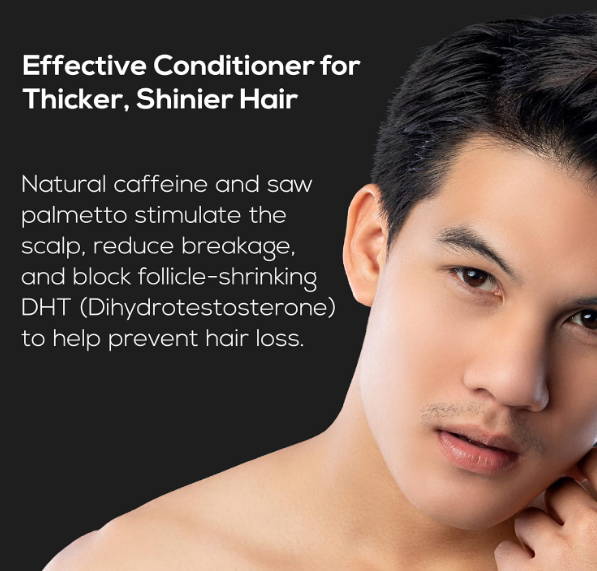 Effective Conditioner for
Thicker, Shinier Hair
Natural caffeine and saw
palmetto stimulate the
scalp, reduce breakage,
and block follicle-shrinking
DHT (Dihydrotestosterone)
to help prevent hair loss.